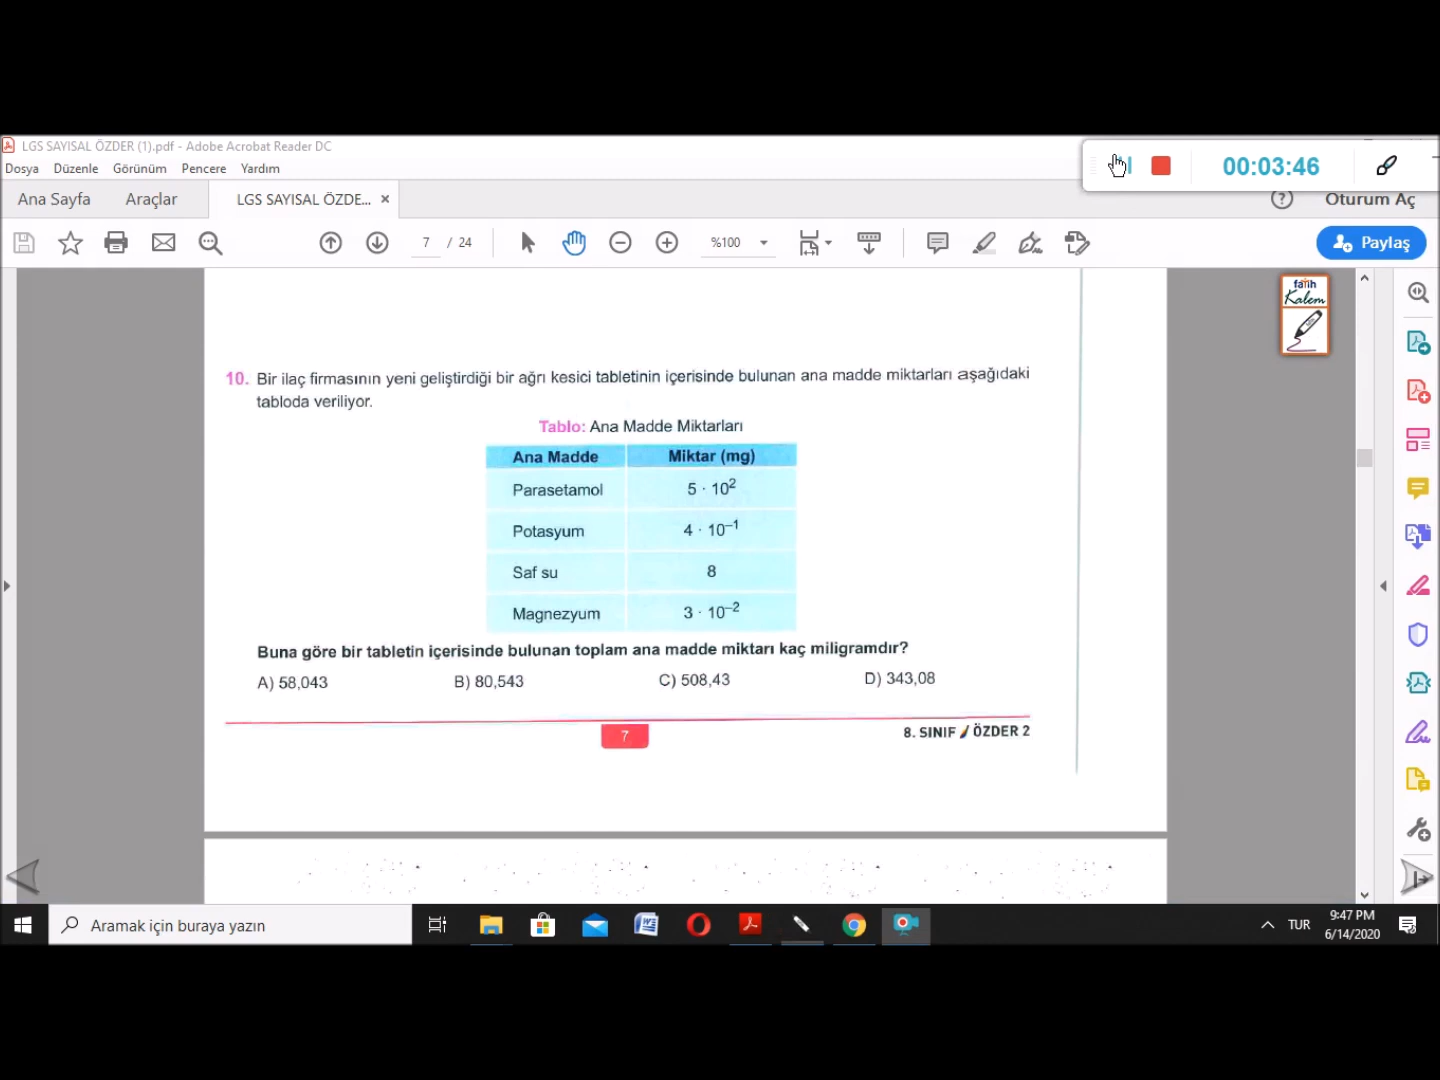 LGS SAYISAL ÖZDER (1).pdf - Adobe Acrobat Reader DC
Dosya Düzenle Görünüm Pencere Yardım
00:03:46
Ana Sayfa Araçlar LGS SAYISAL ÖZDE... × ? Oturum Aç
7 / 24 %100 Paylaş
fatih
Kalem
10. Bir ilaç firmasının yeni geliştirdiği bir ağrı kesici tabletinin içerisinde bulunan ana madde miktarları aşağıdaki
tabloda veriliyor.
Tablo: Ana Madde Miktarları
Ana Madde Miktar (mg)
Parasetamol 5 · 10²
Potasyum 4 · 10⁻¹
Saf su 8
Magnezyum 3 · 10⁻²
Buna göre bir tabletin içerisinde bulunan toplam ana madde miktarı kaç miligramdır?
A) 58,043 B) 80,543 C) 508,43 D) 343,08
7 8. SINIF ÖZDER 2
Aramak için buraya yazın TUR 9:47 PM
6/14/2020